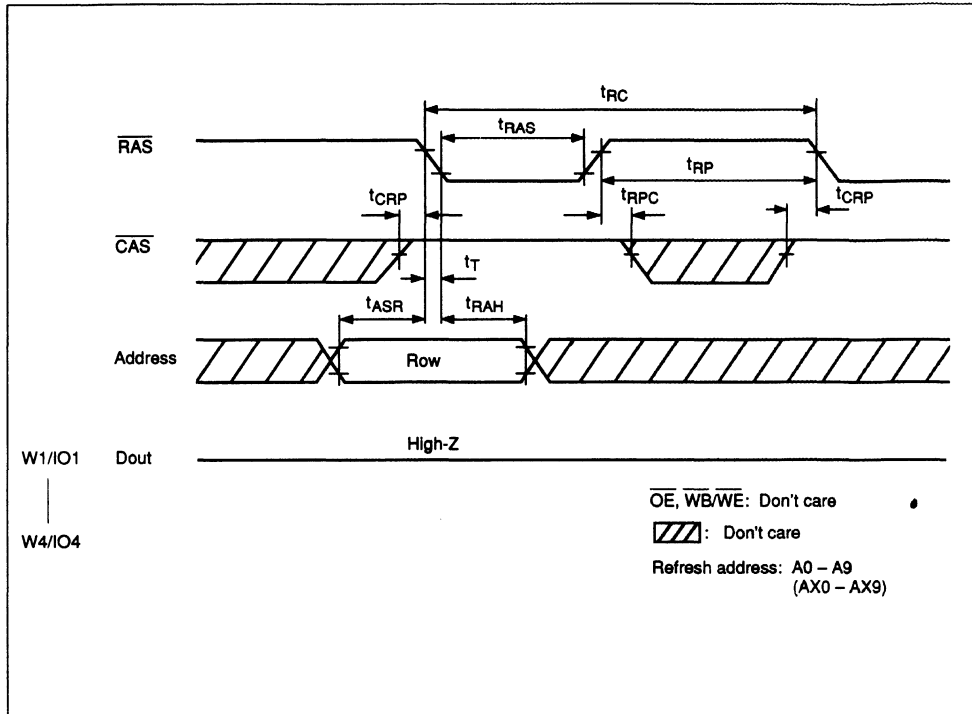 tRC
tRAS
RAS
tRP
tCRP
tRPC
tCRP
CAS
tT
tASR
tRAH
Address
Row
High-Z
W1/IO1 Dout
OE, WB/WE: Don't care
: Don't care
W4/IO4
Refresh address: A0 – A9
(AX0 – AX9)